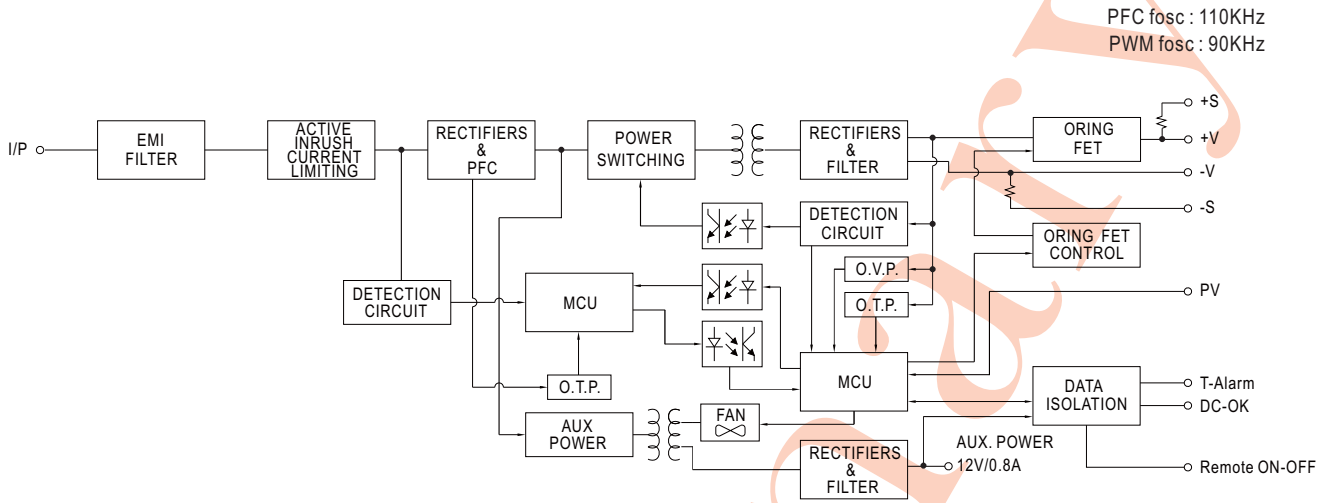 PFC fosc : 110KHz
PWM fosc : 90KHz
I/P
EMI
FILTER
ACTIVE
INRUSH
CURRENT
LIMITING
RECTIFIERS
&
PFC
POWER
SWITCHING
RECTIFIERS
&
FILTER
ORING
FET
+S
+V
-V
-S
DETECTION
CIRCUIT
ORING FET
CONTROL
O.V.P.
O.T.P.
PV
DETECTION
CIRCUIT
MCU
O.T.P.
MCU
DATA
ISOLATION
T-Alarm
DC-OK
AUX
POWER
FAN
RECTIFIERS
&
FILTER
AUX. POWER
12V/0.8A
Remote ON-OFF